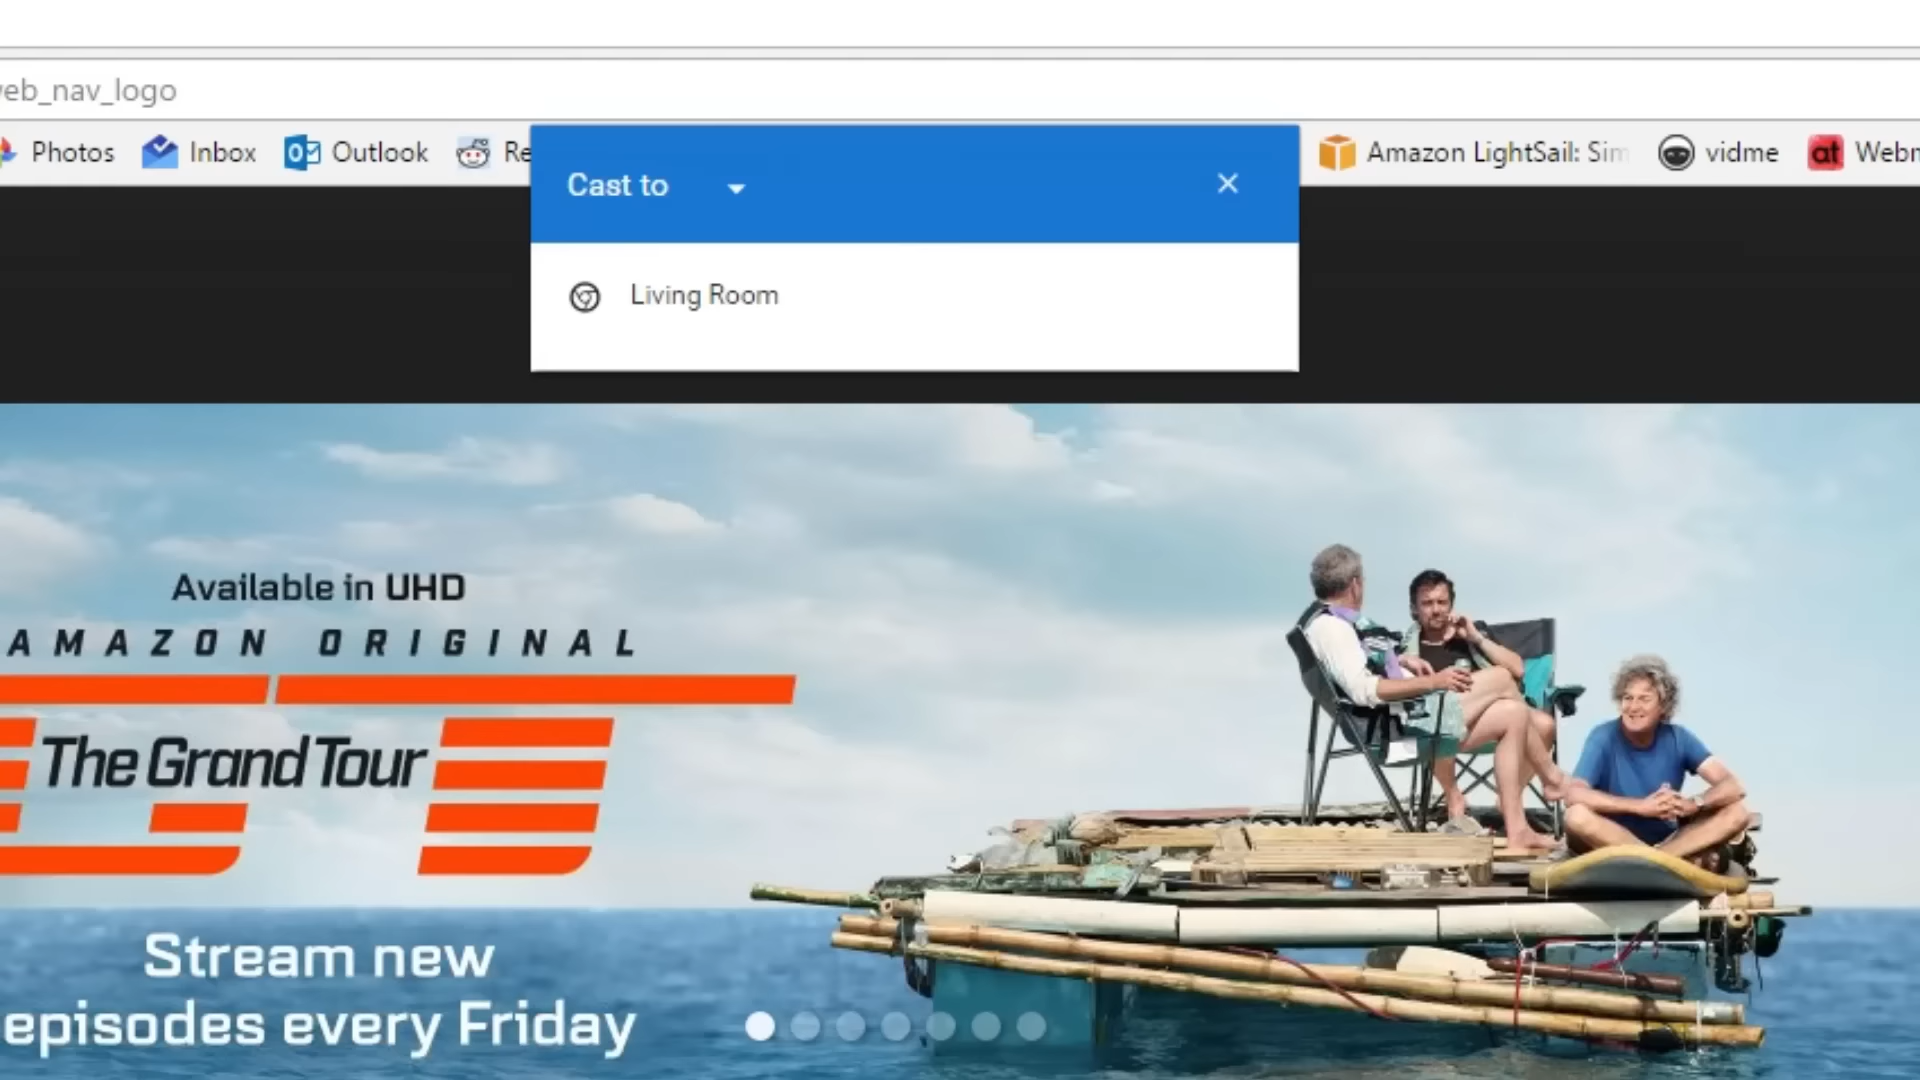 eb_nav_logo
Photos Inbox Outlook Re Amazon LightSail: Sim vidme Webm
Cast to
Living Room
Available in UHD
AMAZON ORIGINAL
The Grand Tour
Stream new
episodes every Friday